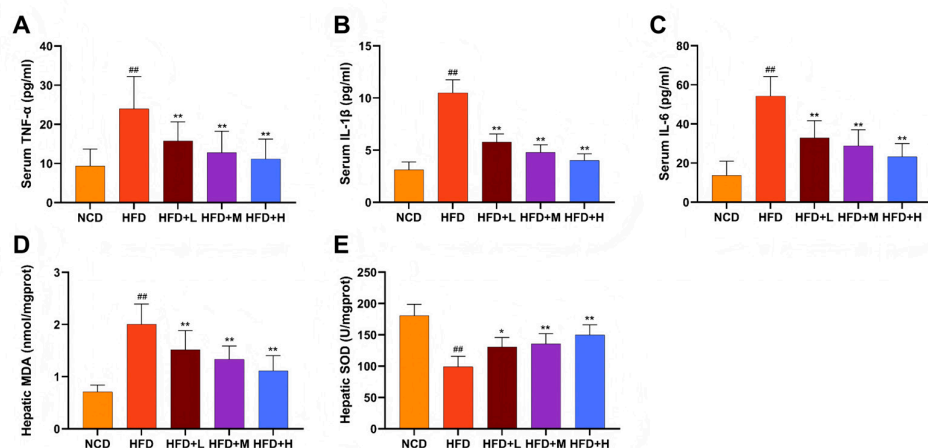 A
Serum TNF-α (pg/ml)
40
30
20
10
0
##
**
**
**
NCD HFD HFD+L HFD+M HFD+H
B
Serum IL-1β (pg/ml)
15
10
5
0
##
**
**
**
NCD HFD HFD+L HFD+M HFD+H
C
Serum IL-6 (pg/ml)
60
40
20
0
80
##
**
**
**
NCD HFD HFD+L HFD+M HFD+H
D
Hepatic MDA (nmol/mgprot)
3
2
1
0
##
**
**
**
NCD HFD HFD+L HFD+M HFD+H
E
Hepatic SOD (U/mgprot)
250
200
150
100
50
0
##
*
**
**
NCD HFD HFD+L HFD+M HFD+H